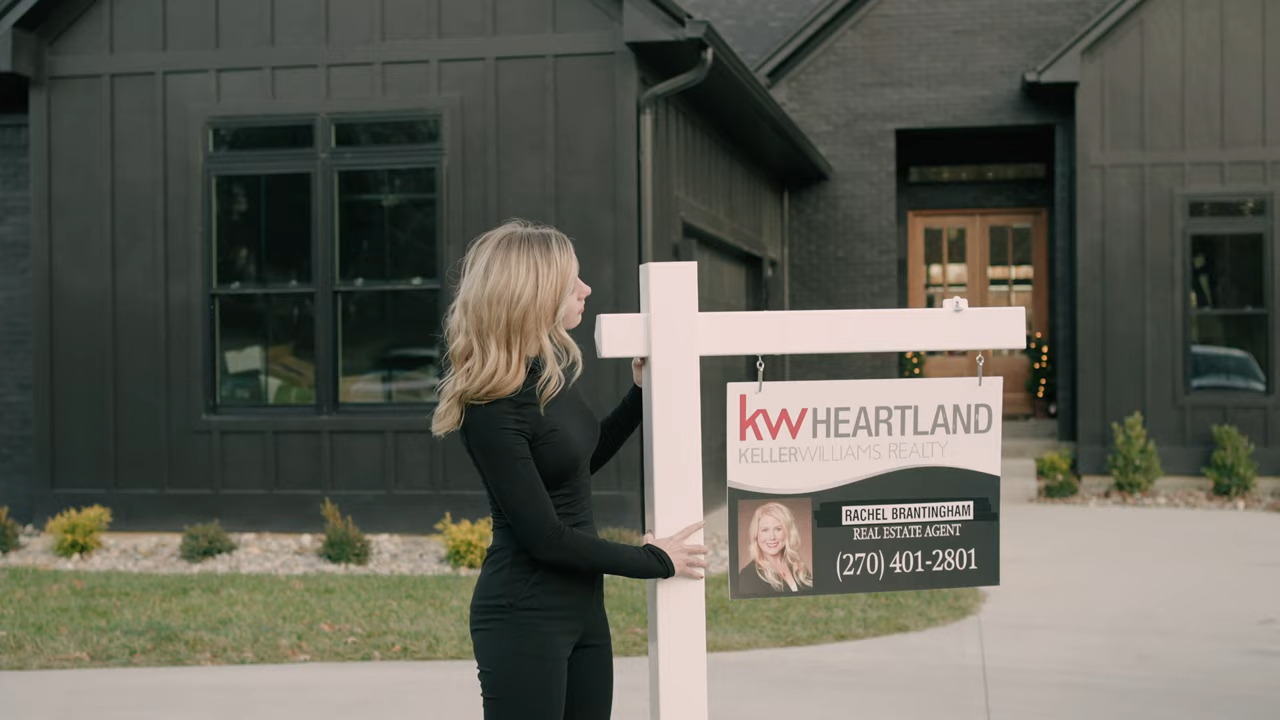 kw HEARTLAND
KELLERWILLIAMS REALTY
RACHEL BRANTINGHAM
REAL ESTATE AGENT
(270) 401-2801